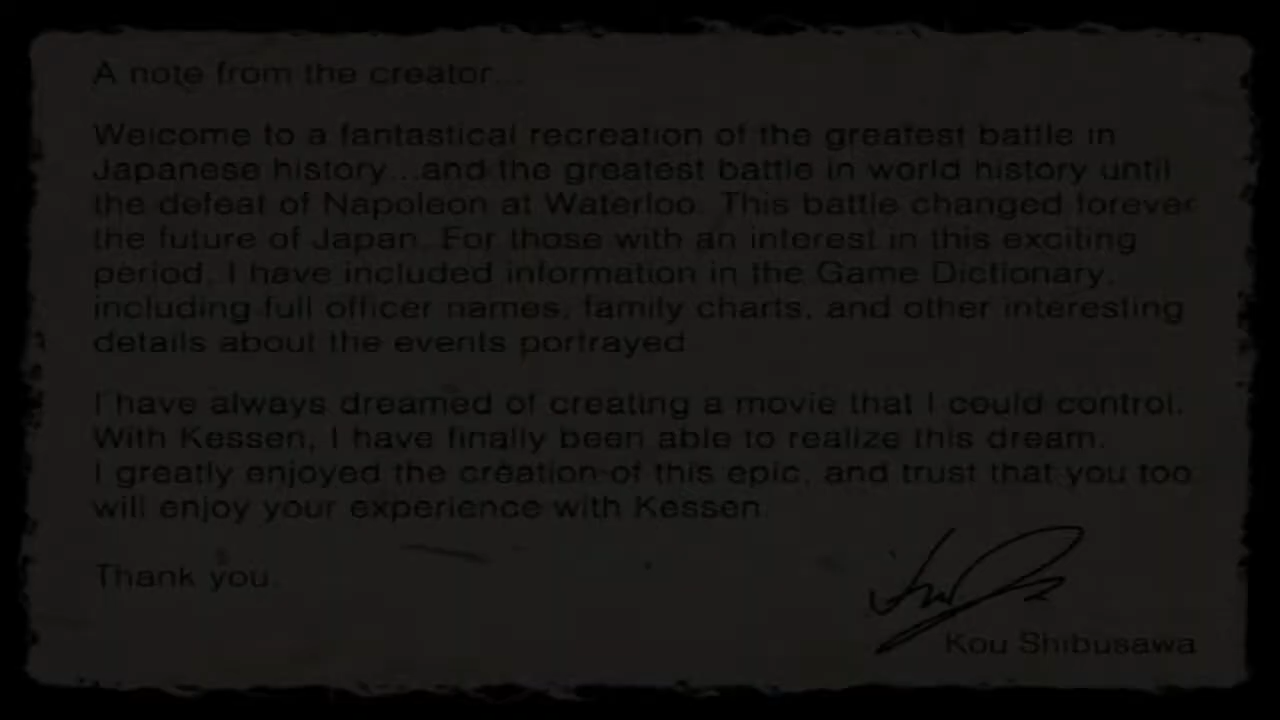 A note from the creator...
Welcome to a fantastical recreation of the greatest battle in
Japanese history...and the greatest battle in world history until
the defeat of Napoleon at Waterloo. This battle changed forever
the future of Japan. For those with an interest in this exciting
period, I have included information in the Game Dictionary,
including full officer names, family charts, and other interesting
details about the events portrayed.
I have always dreamed of creating a movie that I could control.
With Kessen, I have finally been able to realize this dream.
I greatly enjoyed the creation of this epic, and trust that you too
will enjoy your experience with Kessen.
Thank you.
Kou Shibusawa